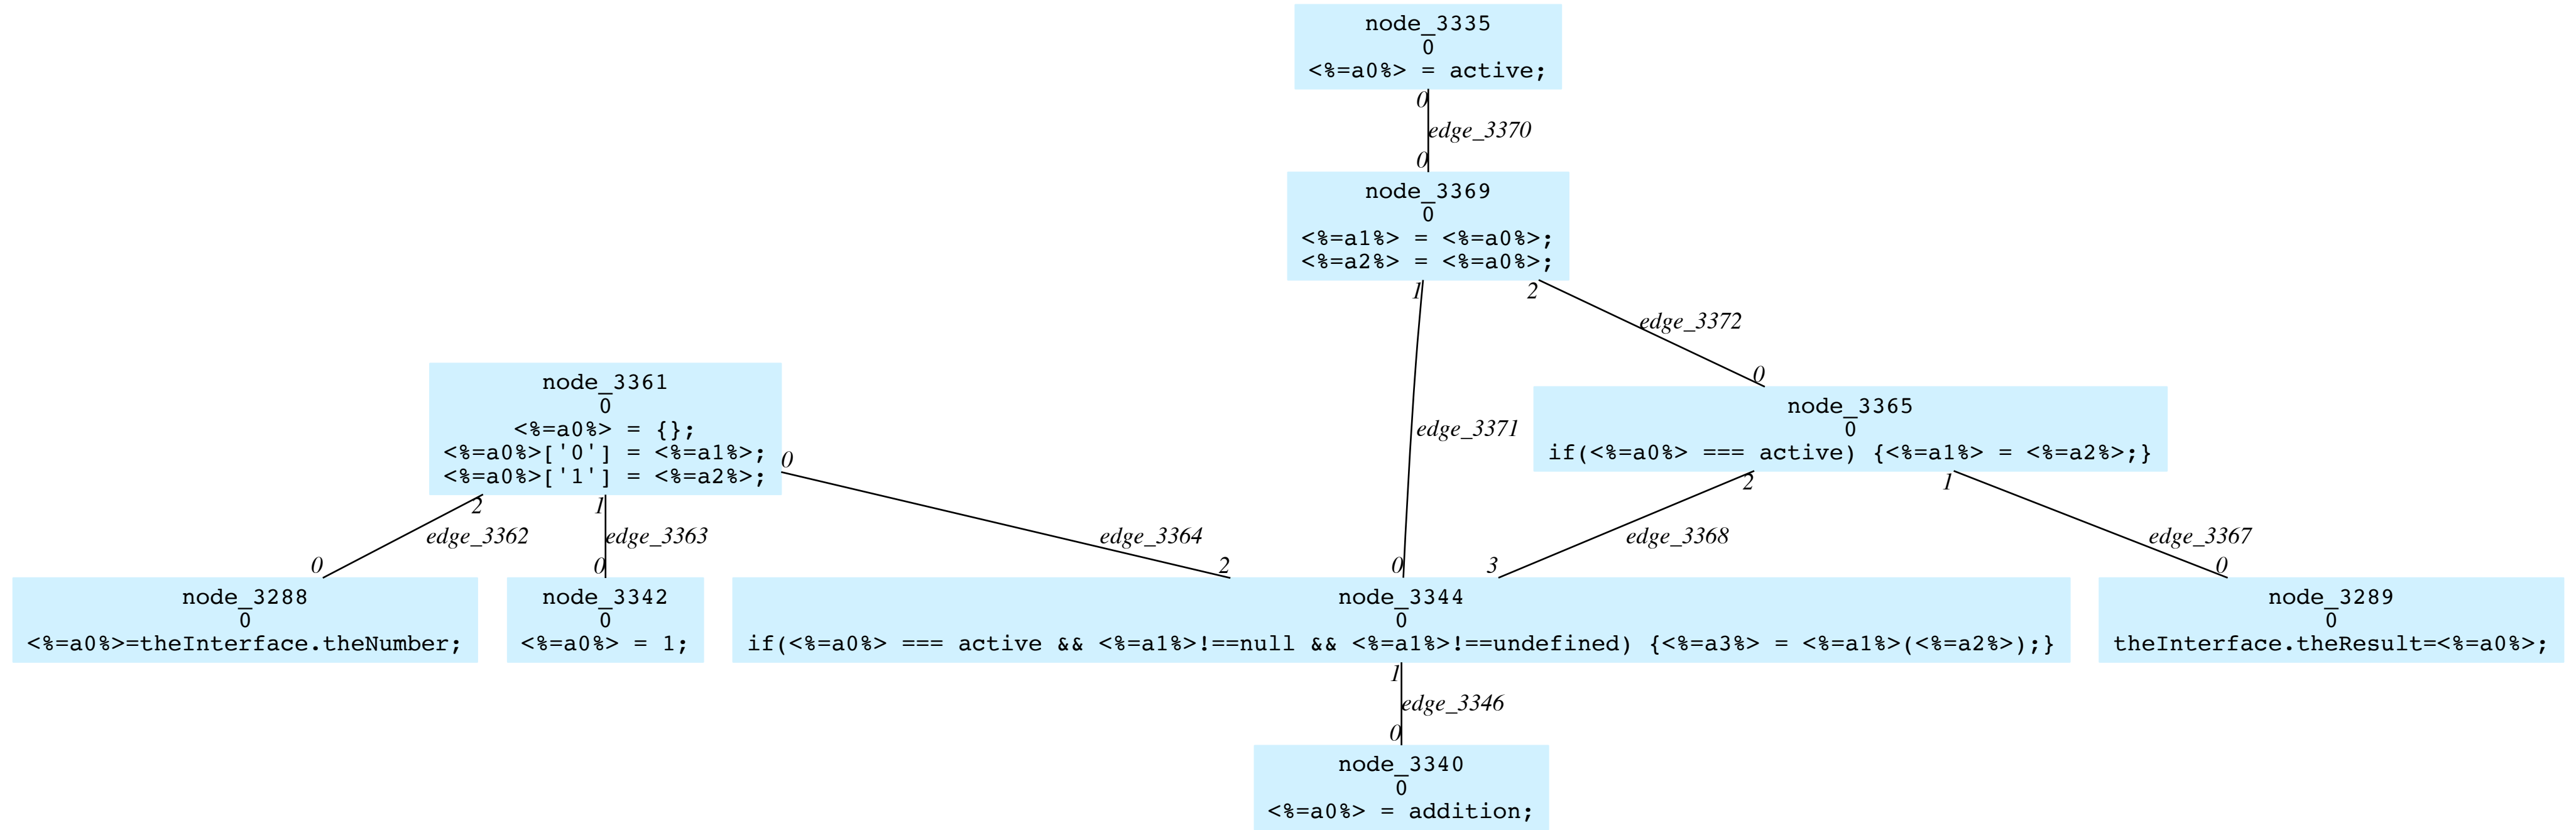 node_3335
0
<%=a0%> = active;
0
edge_3370
0
node_3369
0
<%=a1%> = <%=a0%>;
<%=a2%> = <%=a0%>;
1
2
edge_3372
0
edge_3371
node_3361
0
<%=a0%> = {};
<%=a0%>['0'] = <%=a1%>;
<%=a0%>['1'] = <%=a2%>;
0
node_3365
0
if(<%=a0%> === active) {<%=a1%> = <%=a2%>;}
2
1
2
1
edge_3362
edge_3363
edge_3364
edge_3368
edge_3367
0
0
2
0
3
0
node_3288
0
<%=a0%>=theInterface.theNumber;
node_3342
0
<%=a0%> = 1;
node_3344
0
if(<%=a0%> === active && <%=a1%>!==null && <%=a1%>!==undefined) {<%=a3%> = <%=a1%>(<%=a2%>);}
node_3289
0
theInterface.theResult=<%=a0%>;
1
edge_3346
0
node_3340
0
<%=a0%> = addition;